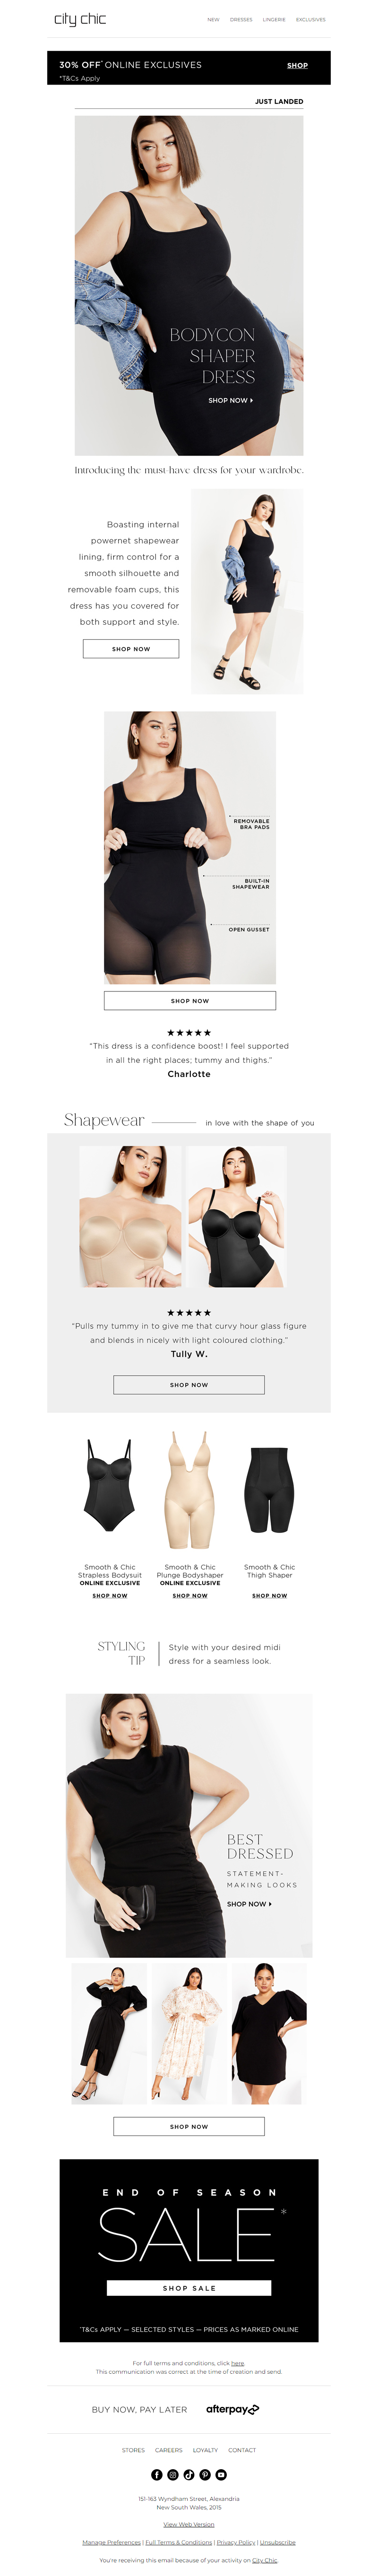 city chic
NEW DRESSES LINGERIE EXCLUSIVES
30% OFF* ONLINE EXCLUSIVES
SHOP
*T&Cs Apply
JUST LANDED
BODYCON
SHAPER
DRESS
SHOP NOW
Introducing the must-have dress for your wardrobe.
Boasting internal
powernet shapewear
lining, firm control for a
smooth silhouette and
removable foam cups, this
dress has you covered for
both support and style.
SHOP NOW
REMOVABLE
BRA PADS
BUILT-IN
SHAPEWEAR
OPEN GUSSET
SHOP NOW
★★★★★
“This dress is a confidence boost! I feel supported
in all the right places; tummy and thighs.”
Charlotte
Shapewear in love with the shape of you
★★★★★
“Pulls my tummy in to give me that curvy hour glass figure
and blends in nicely with light coloured clothing.”
Tully W.
SHOP NOW
Smooth & Chic
Strapless Bodysuit
ONLINE EXCLUSIVE
SHOP NOW
Smooth & Chic
Plunge Bodyshaper
ONLINE EXCLUSIVE
SHOP NOW
Smooth & Chic
Thigh Shaper
SHOP NOW
STYLING
TIP
Style with your desired midi
dress for a seamless look.
BEST
DRESSED
STATEMENT-
MAKING LOOKS
SHOP NOW
SHOP NOW
END OF SEASON
SALE*
SHOP SALE
*T&Cs APPLY — SELECTED STYLES — PRICES AS MARKED ONLINE
For full terms and conditions, click here.
This communication was correct at the time of creation and send.
BUY NOW, PAY LATER afterpay
STORES CAREERS LOYALTY CONTACT
151-163 Wyndham Street, Alexandria
New South Wales, 2015
View Web Version
Manage Preferences | Full Terms & Conditions | Privacy Policy | Unsubscribe
You're receiving this email because of your activity on City Chic.